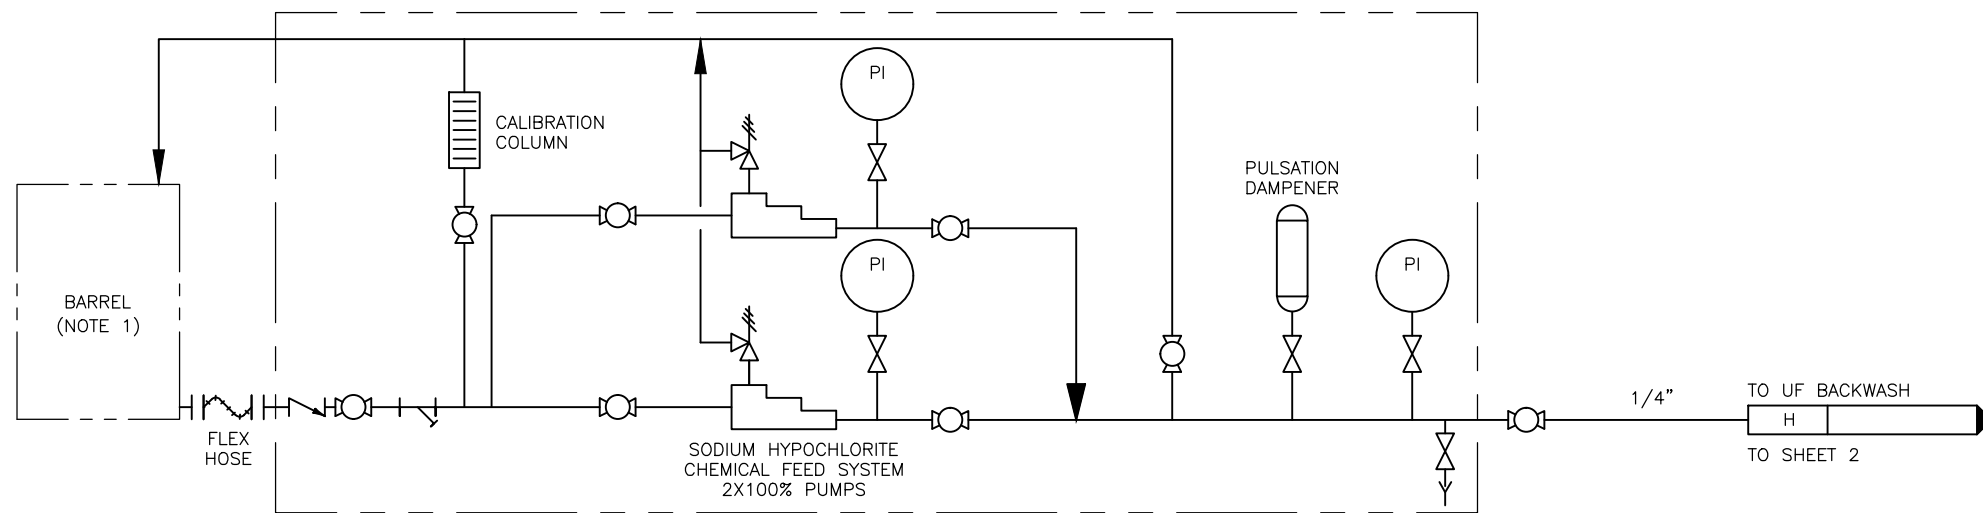 PI
CALIBRATION
COLUMN
PULSATION
DAMPENER
PI
PI
BARREL
(NOTE 1)
1/4"
TO UF BACKWASH
H
TO SHEET 2
FLEX
HOSE
SODIUM HYPOCHLORITE
CHEMICAL FEED SYSTEM
2X100% PUMPS